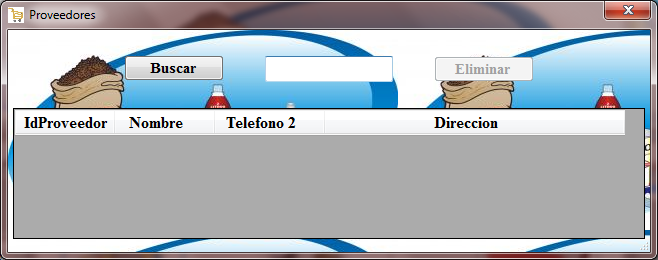 Proveedores
Buscar Eliminar
IdProveedor Nombre Telefono 2 Direccion